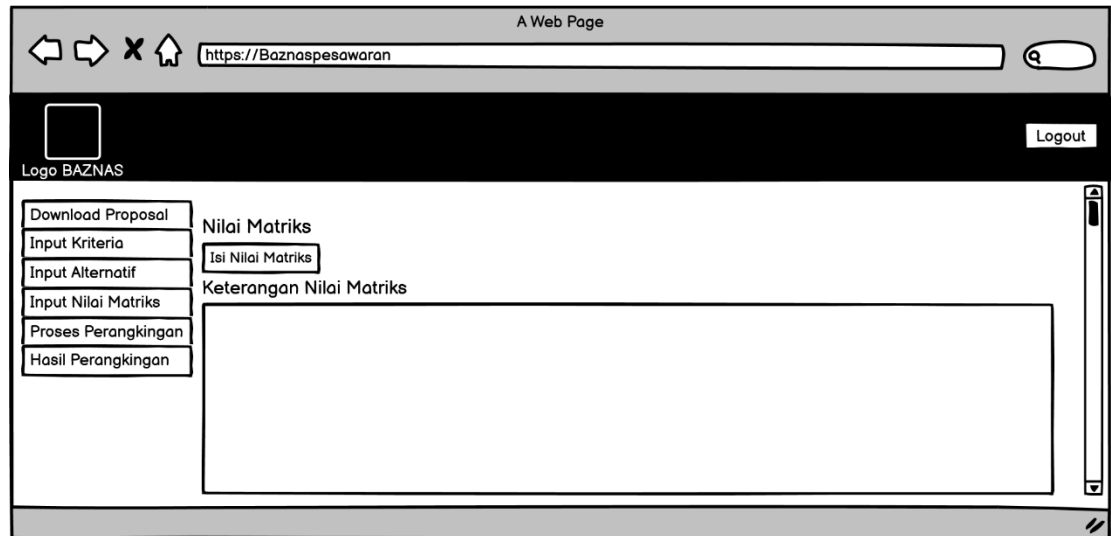 A Web Page
https://Baznaspesawaran
Logout
Logo BAZNAS
Download Proposal
Input Kriteria
Input Alternatif
Input Nilai Matriks
Proses Perangkingan
Hasil Perangkingan
Nilai Matriks
Isi Nilai Matriks
Keterangan Nilai Matriks